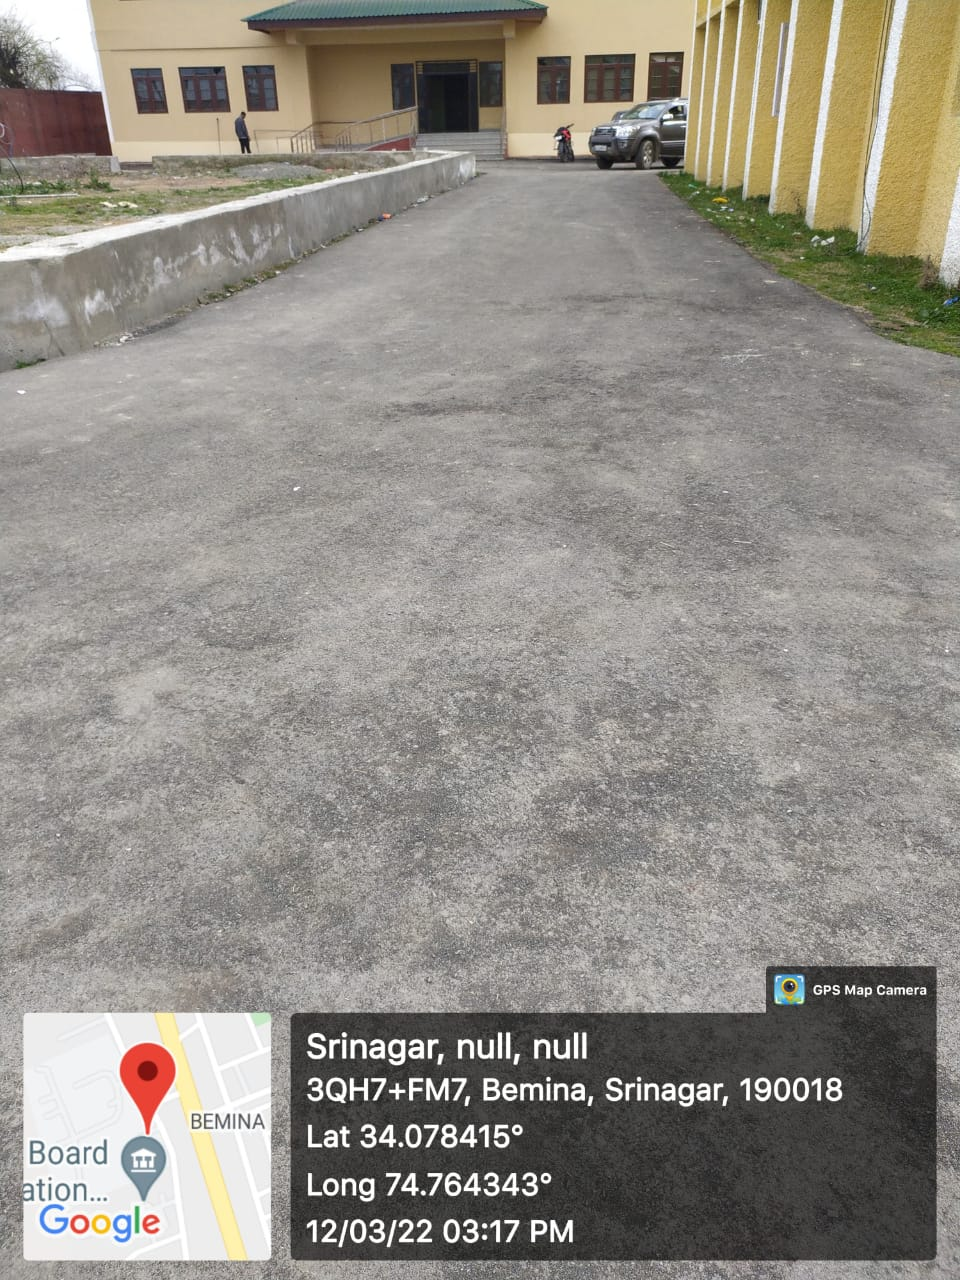 GPS Map Camera
Srinagar, null, null
3QH7+FM7, Bemina, Srinagar, 190018
Lat 34.078415°
Long 74.764343°
12/03/22 03:17 PM
BEMINA
Board
ation...
Google